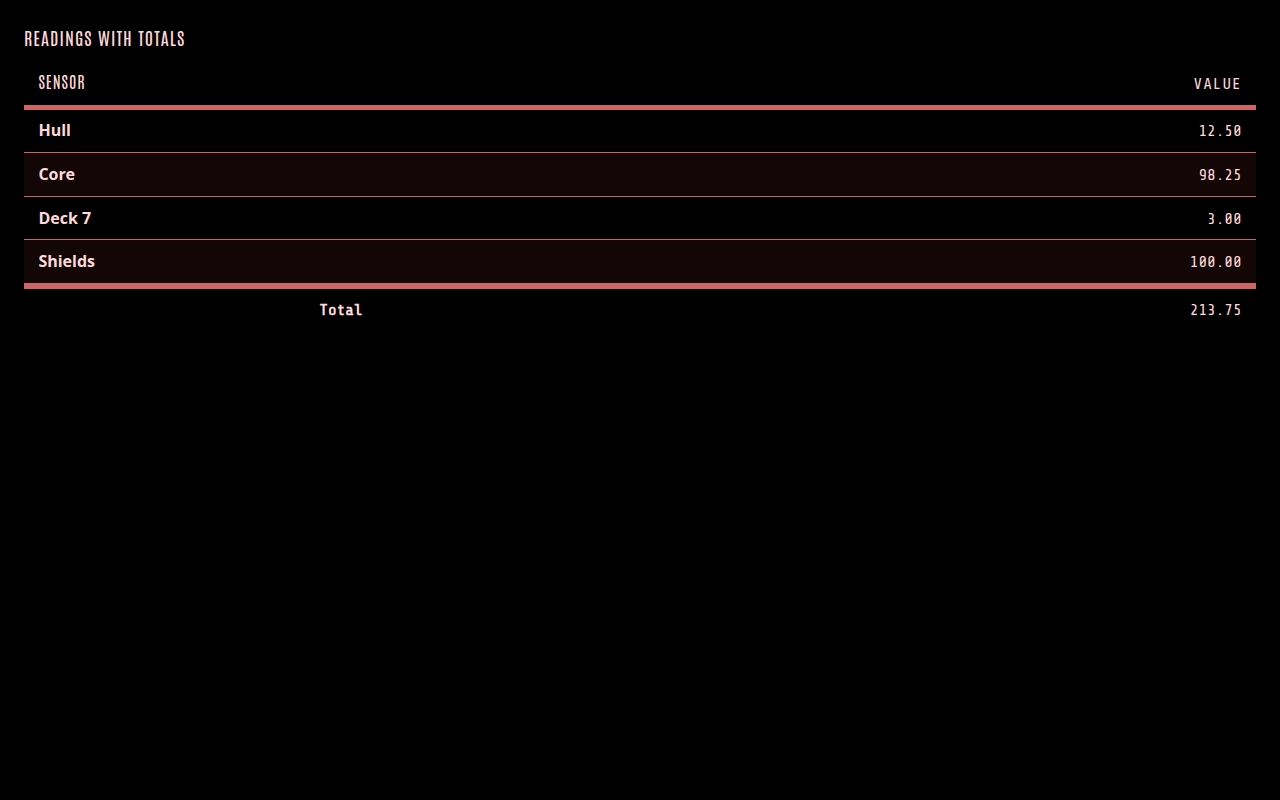 READINGS WITH TOTALS
SENSOR VALUE
Hull 12.50
Core 98.25
Deck 7 3.00
Shields 100.00
Total 213.75